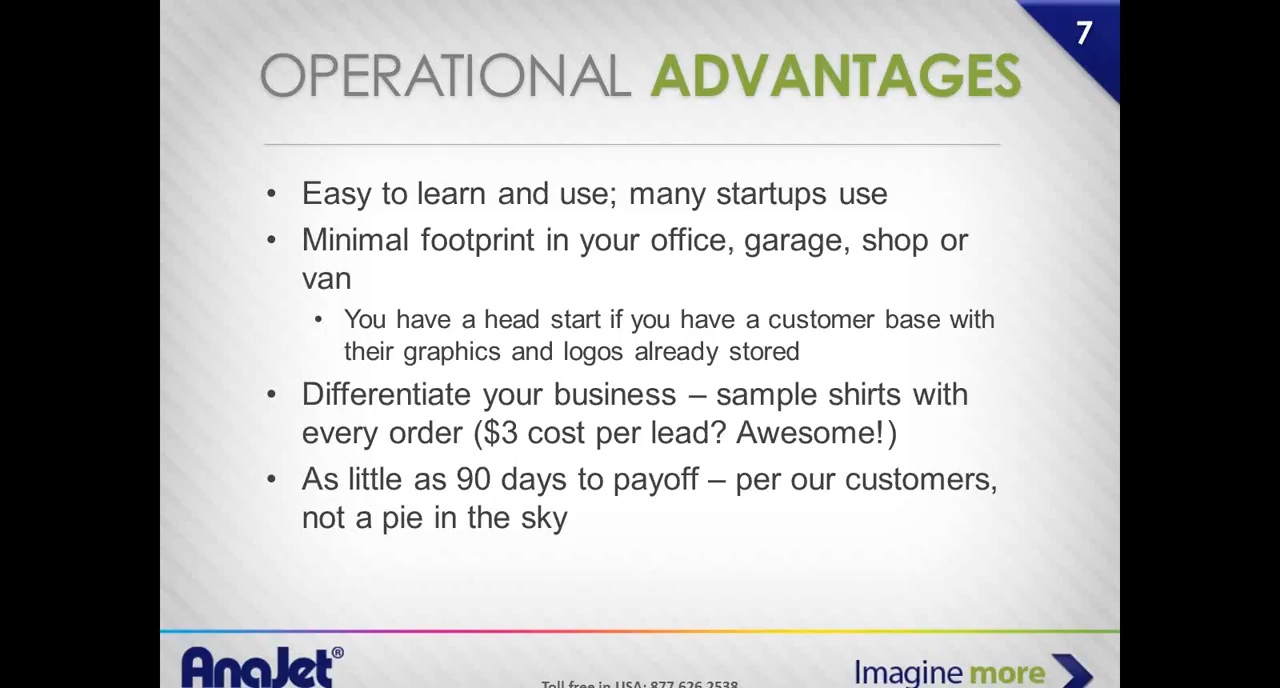 7
OPERATIONAL ADVANTAGES
• Easy to learn and use; many startups use
• Minimal footprint in your office, garage, shop or
van
• You have a head start if you have a customer base with
their graphics and logos already stored
• Differentiate your business – sample shirts with
every order ($3 cost per lead? Awesome!)
• As little as 90 days to payoff – per our customers,
not a pie in the sky
AnaJet®
Toll free in USA: 877.626.2538
Imagine more